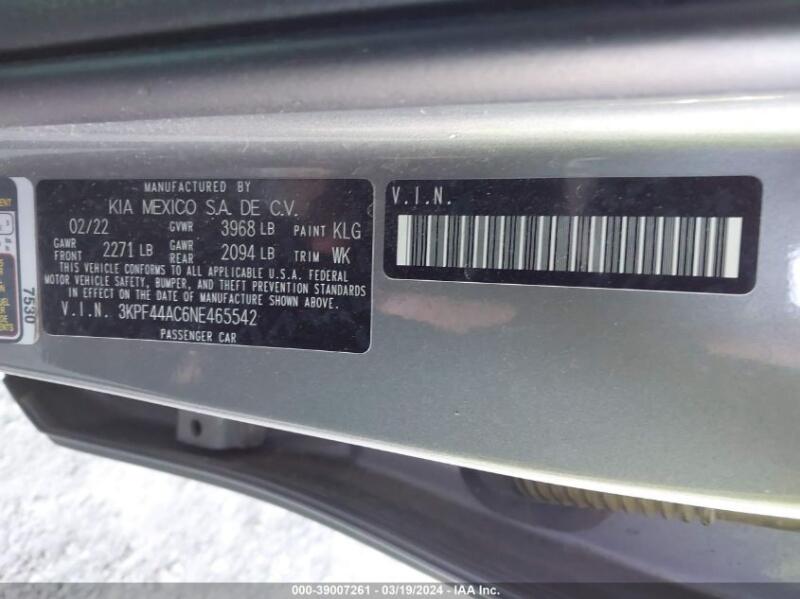 MANUFACTURED BY
KIA MEXICO S.A. DE C.V.
02/22 GVWR 3968 LB PAINT KLG
GAWR FRONT 2271 LB GAWR REAR 2094 LB TRIM WK
THIS VEHICLE CONFORMS TO ALL APPLICABLE U.S.A. FEDERAL
MOTOR VEHICLE SAFETY, BUMPER, AND THEFT PREVENTION STANDARDS
IN EFFECT ON THE DATE OF MANUFACTURE SHOWN ABOVE.
V.I.N. 3KPF44AC6NE465542
PASSENGER CAR
V.I.N.
7530
000-39007261 - 03/19/2024 - IAA Inc.